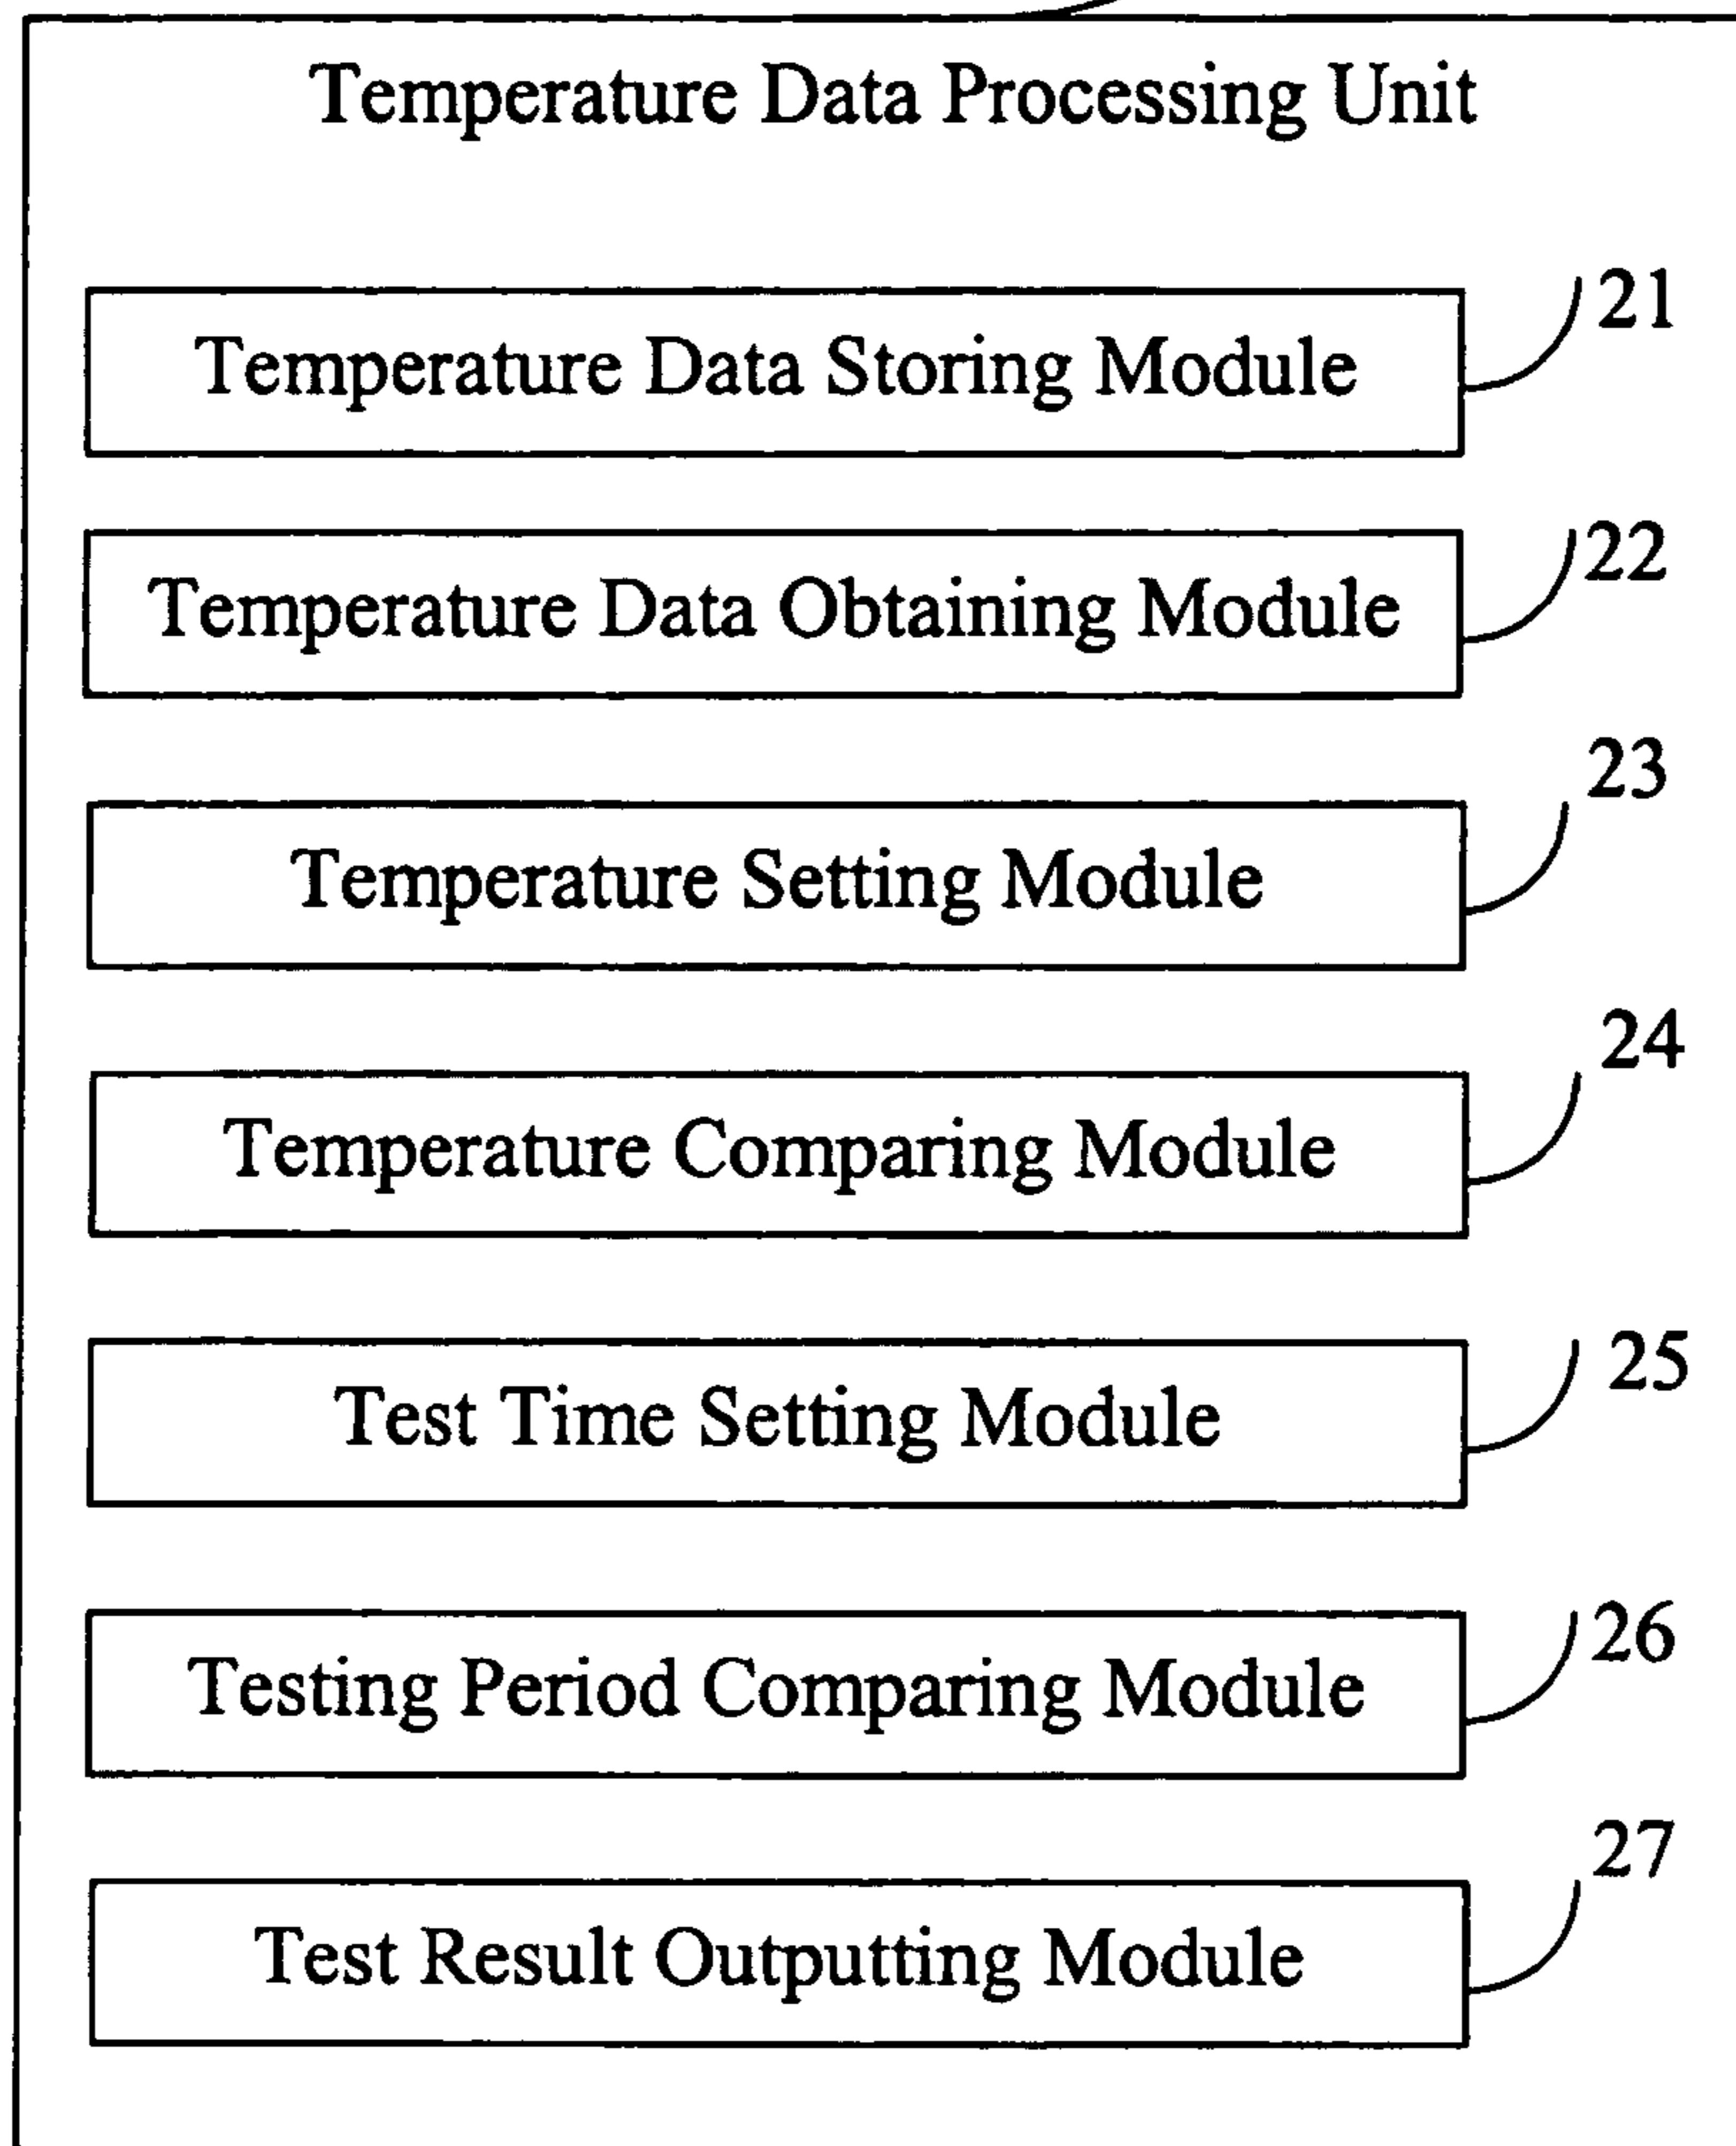 Temperature Data Processing Unit
21
Temperature Data Storing Module
22
Temperature Data Obtaining Module
23
Temperature Setting Module
24
Temperature Comparing Module
25
Test Time Setting Module
26
Testing Period Comparing Module
27
Test Result Outputting Module